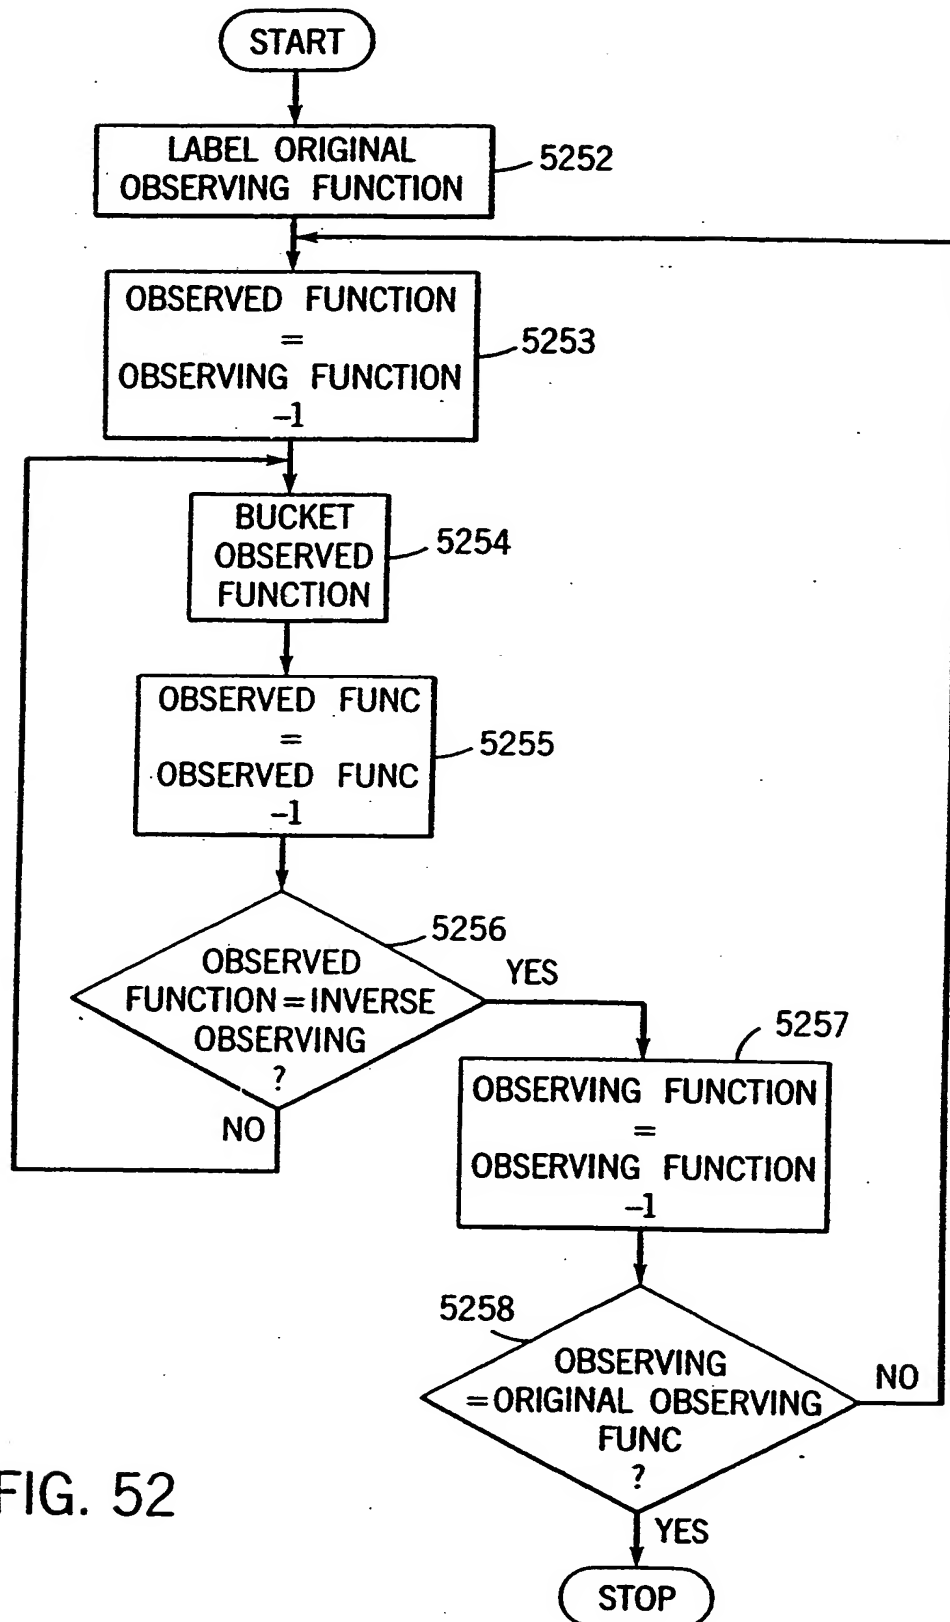 START
LABEL ORIGINAL
OBSERVING FUNCTION
5252
OBSERVED FUNCTION
=
OBSERVING FUNCTION
-1
5253
BUCKET
OBSERVED
FUNCTION
5254
OBSERVED FUNC
=
OBSERVED FUNC
-1
5255
OBSERVED
FUNCTION = INVERSE
OBSERVING
?
5256
YES
NO
5257
OBSERVING FUNCTION
=
OBSERVING FUNCTION
-1
5258
OBSERVING
= ORIGINAL OBSERVING
FUNC
?
NO
YES
STOP
FIG. 52